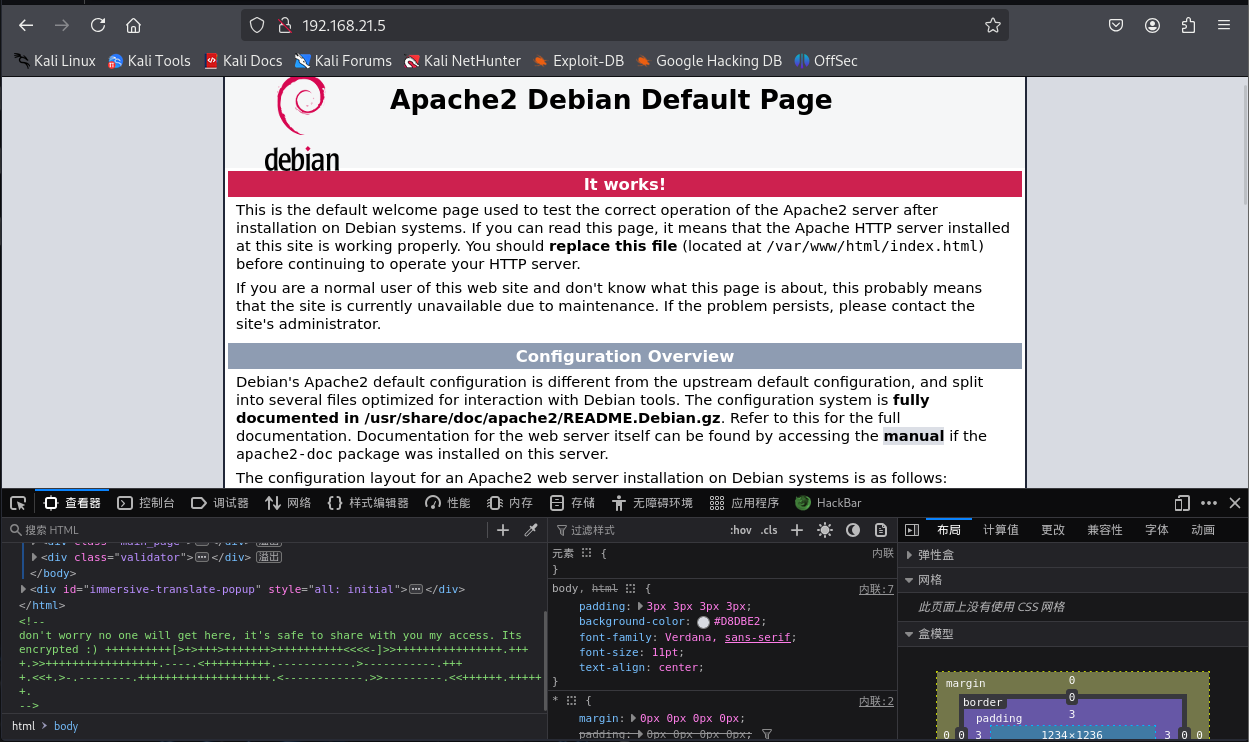 192.168.21.5
Kali Linux Kali Tools Kali Docs Kali Forums Kali NetHunter Exploit-DB Google Hacking DB OffSec
debian
Apache2 Debian Default Page
It works!
This is the default welcome page used to test the correct operation of the Apache2 server after
installation on Debian systems. If you can read this page, it means that the Apache HTTP server installed
at this site is working properly. You should replace this file (located at /var/www/html/index.html)
before continuing to operate your HTTP server.
If you are a normal user of this web site and don't know what this page is about, this probably means
that the site is currently unavailable due to maintenance. If the problem persists, please contact the
site's administrator.
Configuration Overview
Debian's Apache2 default configuration is different from the upstream default configuration, and split
into several files optimized for interaction with Debian tools. The configuration system is fully
documented in /usr/share/doc/apache2/README.Debian.gz. Refer to this for the full
documentation. Documentation for the web server itself can be found by accessing the manual if the
apache2-doc package was installed on this server.
The configuration layout for an Apache2 web server installation on Debian systems is as follows:
查看器 控制台 调试器 网络 样式编辑器 性能 内存 存储 无障碍环境 应用程序 HackBar
搜索 HTML
<div class="main_page"> </div> 溢出
<div class="validator"> </div> 溢出
</body>
<div id="immersive-translate-popup" style="all: initial"> </div>
</html>
<!--
don't worry no one will get here, it's safe to share with you my access. Its
encrypted :) ++++++++++[>+>+++>+++++++>++++++++++<<<<-]>>++++++++++++++++.+++
+.>>+++++++++++++++++.----.<++++++++++.-----------.>-----------.+++
+.<<+.>-.--------.++++++++++++++++++++.<------------.>>---------.<<++++++.+++++
+.
-->
html > body
过滤样式 :hov .cls
元素 { 内联
}
body, html { 内联:7
padding: 3px 3px 3px 3px;
background-color: #D8DBE2;
font-family: Verdana, sans-serif;
font-size: 11pt;
text-align: center;
}
* { 内联:2
margin: 0px 0px 0px 0px;
padding: 0px 0px 0px 0px;
布局 计算值 更改 兼容性 字体 动画
弹性盒
网格
此页面上没有使用 CSS 网格
盒模型
margin 0
border 0
padding 3
0 0 3 1234×1236 3 0 0